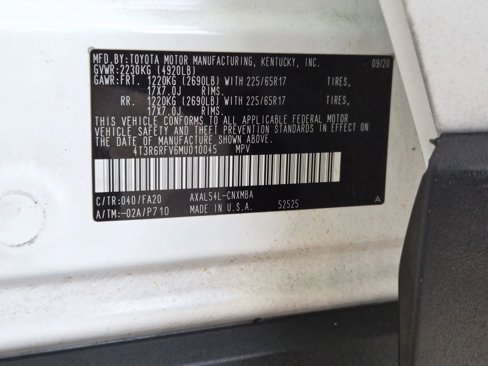 MFD.BY:TOYOTA MOTOR MANUFACTURING, KENTUCKY, INC. 09/20
GVWR:2230KG (4920LB)
GAWR:FRT. 1220KG (2690LB) WITH 225/65R17 TIRES,
17X7.0J RIMS.
RR. 1220KG (2690LB) WITH 225/65R17 TIRES,
17X7.0J RIMS.
THIS VEHICLE CONFORMS TO ALL APPLICABLE FEDERAL MOTOR
VEHICLE SAFETY AND THEFT PREVENTION STANDARDS IN EFFECT ON
THE DATE OF MANUFACTURE SHOWN ABOVE.
4T3R6RFV6MU010045 MPV
C/TR:040/FA20 AXAL54L-CNXMBA
A/TM:-02A/P710 MADE IN U.S.A. 52525 A